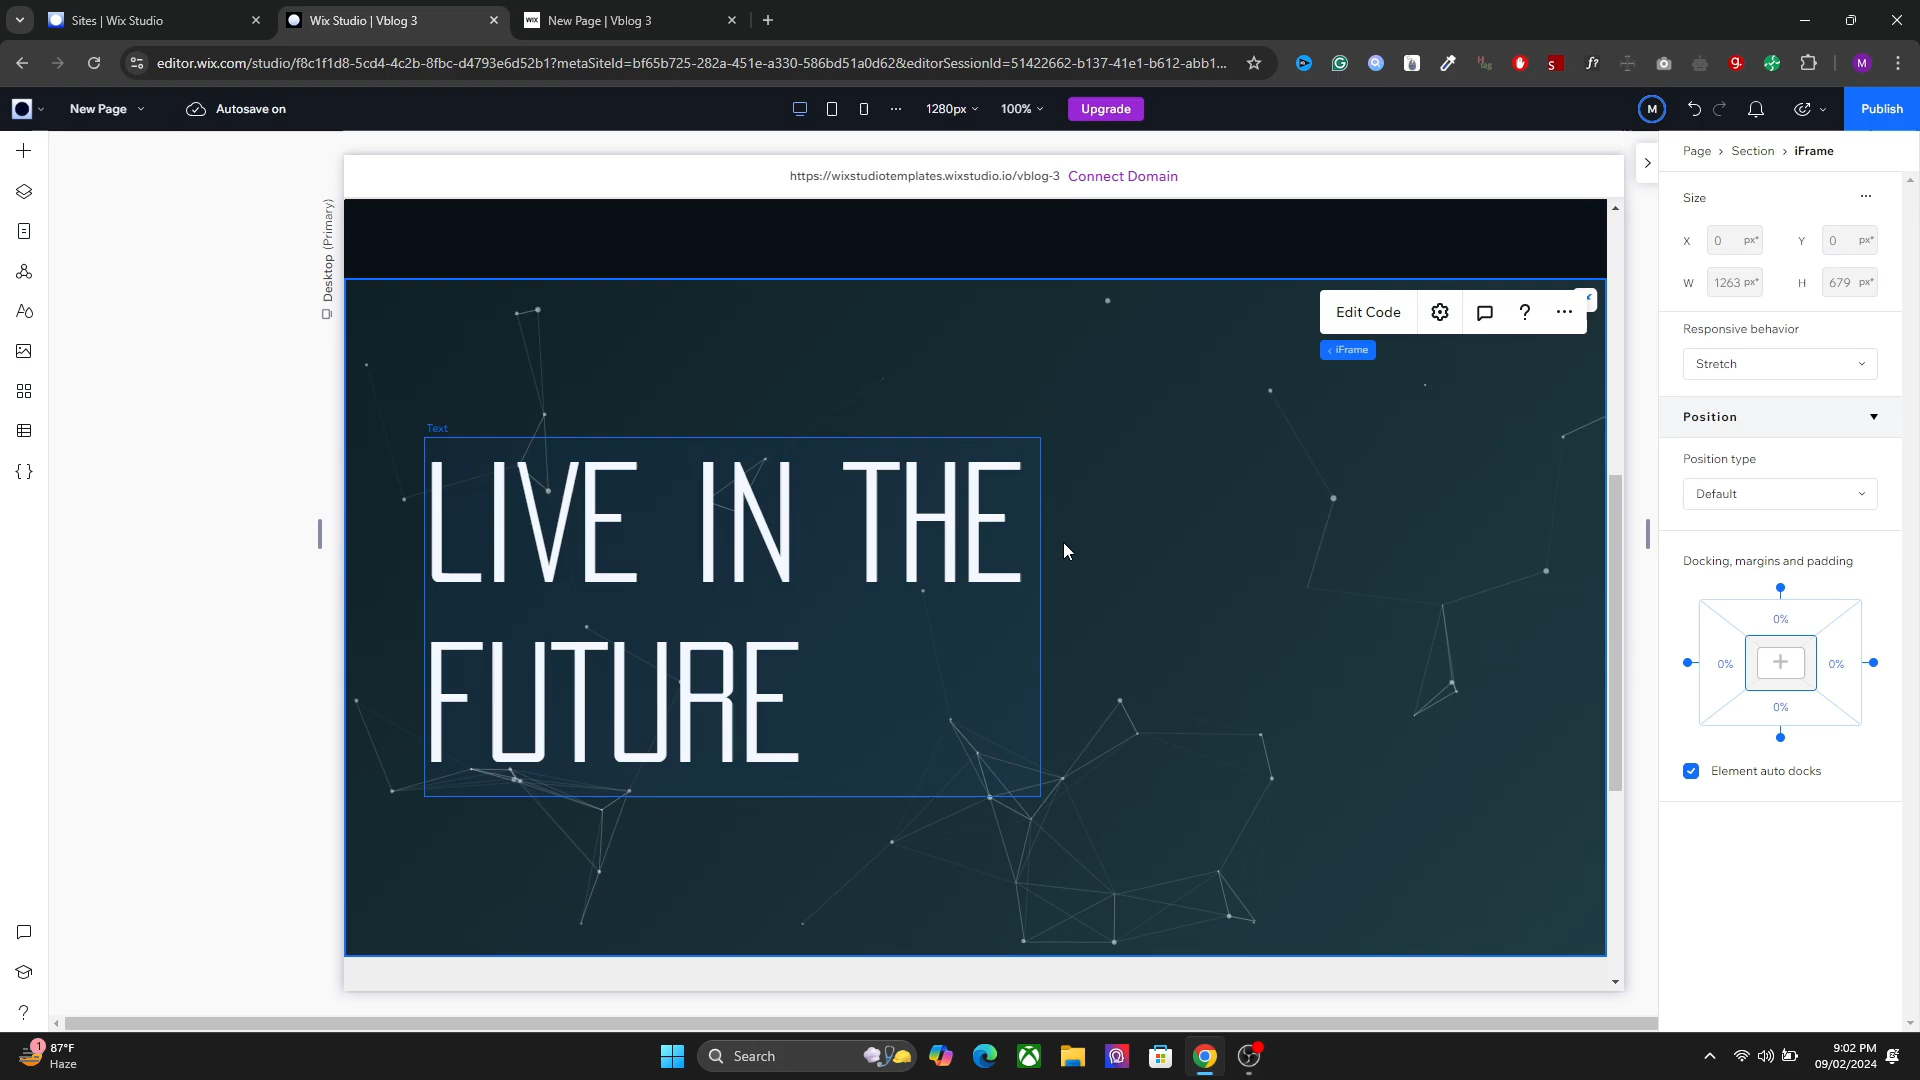 Sites | Wix Studio
Wix Studio | Vblog 3
WIX New Page | Vblog 3
editor.wix.com/studio/f8c1f1d8-5cd4-4c2b-8fbc-d4793e6d52b1?metaSiteId=bf65b725-282a-451e-a330-586bd51a0d62&editorSessionId=51422662-b137-41e1-b612-abb1...
New Page
Autosave on
1280px
100%
Upgrade
M
Publish
https://wixstudiotemplates.wixstudio.io/vblog-3 Connect Domain
Page > Section > iFrame
Desktop (Primary)
Size
X 0 px* Y 0 px*
W 1263 px* H 679 px*
Edit Code
iFrame
Responsive behavior
Stretch
Position
Text
LIVE IN THE
FUTURE
Position type
Default
Docking, margins and padding
0%
0% 0%
0%
Element auto docks
1
87°F
Haze
Search
9:02 PM
09/02/2024